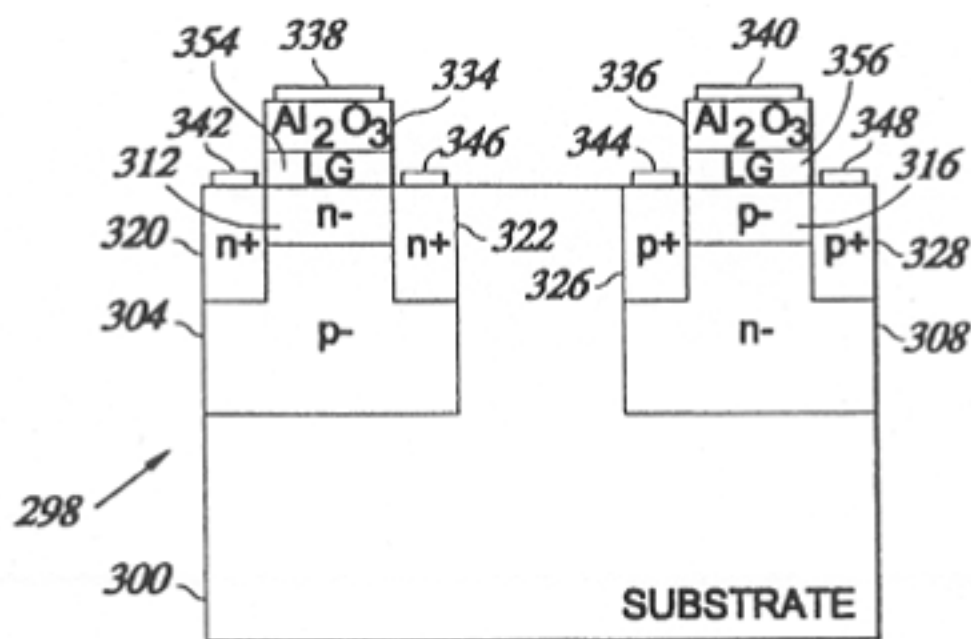 354 338 340
334 336 356
Al2O3 Al2O3
342 346 344 348
LG LG
312 316
n- p-
320 n+ n+ 322 p+ p+ 328
326
304 p- n- 308
298
300
SUBSTRATE